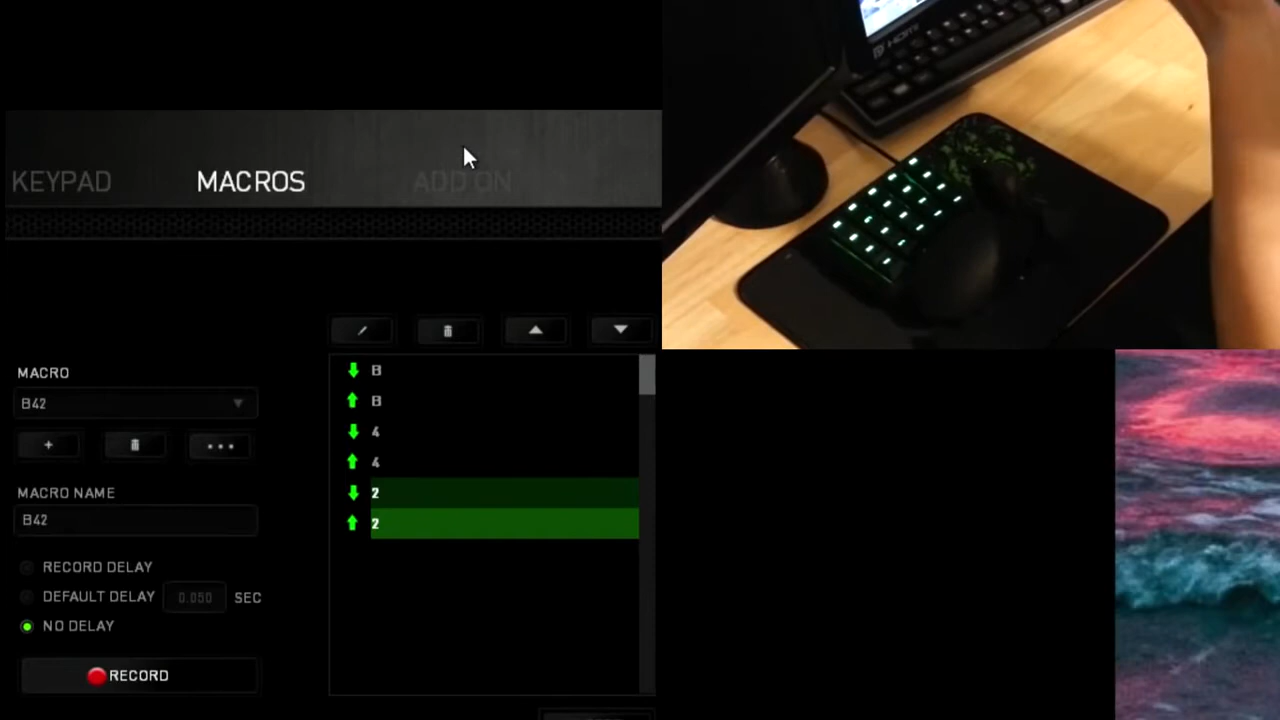 HDMI
KEYPAD MACROS ADD ON
MACRO
B42
+
...
MACRO NAME
B42
RECORD DELAY
DEFAULT DELAY 0.050 SEC
NO DELAY
RECORD
B
B
4
4
2
2